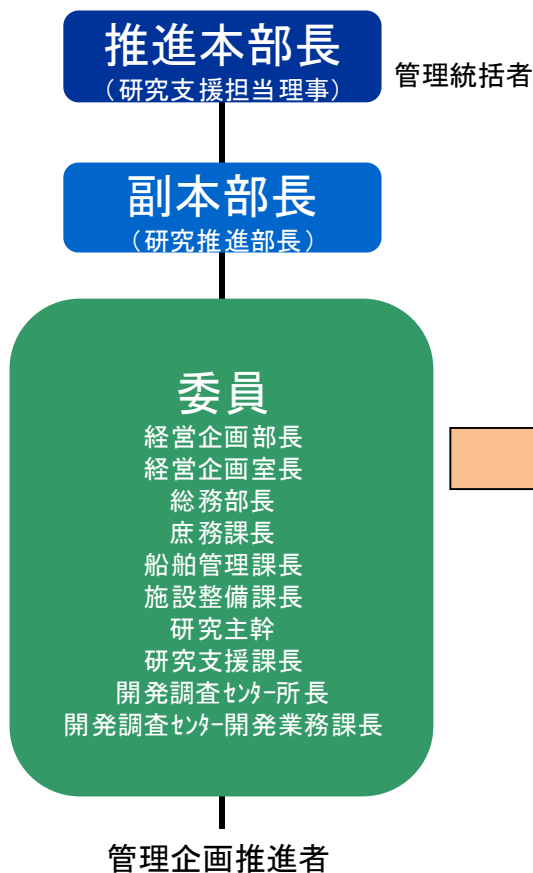 推進本部長
（研究支援担当理事）
管理統括者
副本部長
（研究推進部長）
委員
経営企画部長
経営企画室長
総務部長
庶務課長
船舶管理課長
施設整備課長
研究主幹
研究支援課長
開発調査ｾﾝﾀｰ所長
開発調査ｾﾝﾀｰ開発業務課長
管理企画推進者